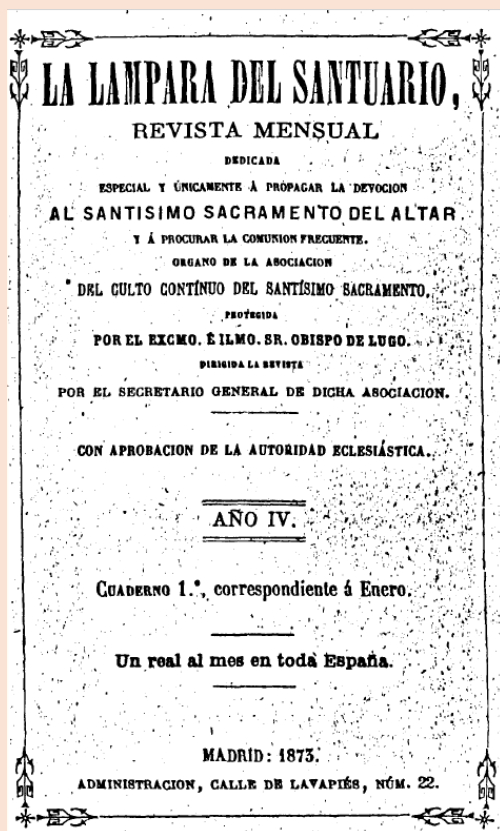 LA LAMPARA DEL SANTUARIO,
REVISTA MENSUAL
DEDICADA
ESPECIAL Y ÚNICAMENTE Á PROPAGAR LA DEVOCION
AL SANTISIMO SACRAMENTO DEL ALTAR
Y Á PROCURAR LA COMUNION FRECUENTE.
ORGANO DE LA ASOCIACION
DEL CULTO CONTÍNUO DEL SANTÍSIMO SACRAMENTO,
PROTEGIDA
POR EL EXCMO. É ILMO. SR. OBISPO DE LUGO.
DIRIGIDA LA REVISTA
POR EL SECRETARIO GENERAL DE DICHA ASOCIACION.
CON APROBACION DE LA AUTORIDAD ECLESIÁSTICA.
AÑO IV.
CUADERNO 1.º, correspondiente á Enero.
Un real al mes en toda España.
MADRID: 1873.
ADMINISTRACION, CALLE DE LAVAPIÉS, NÚM. 22.